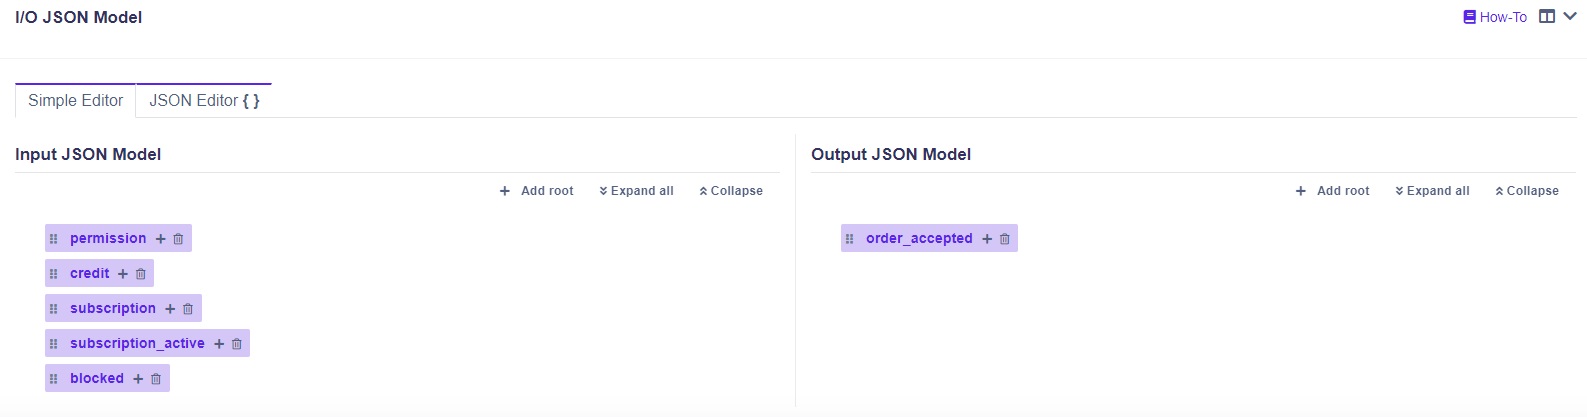 I/O JSON Model
How-To
Simple Editor
JSON Editor { }
Input JSON Model
+ Add root Expand all Collapse
permission +
credit +
subscription +
subscription_active +
blocked +
Output JSON Model
+ Add root Expand all Collapse
order_accepted +